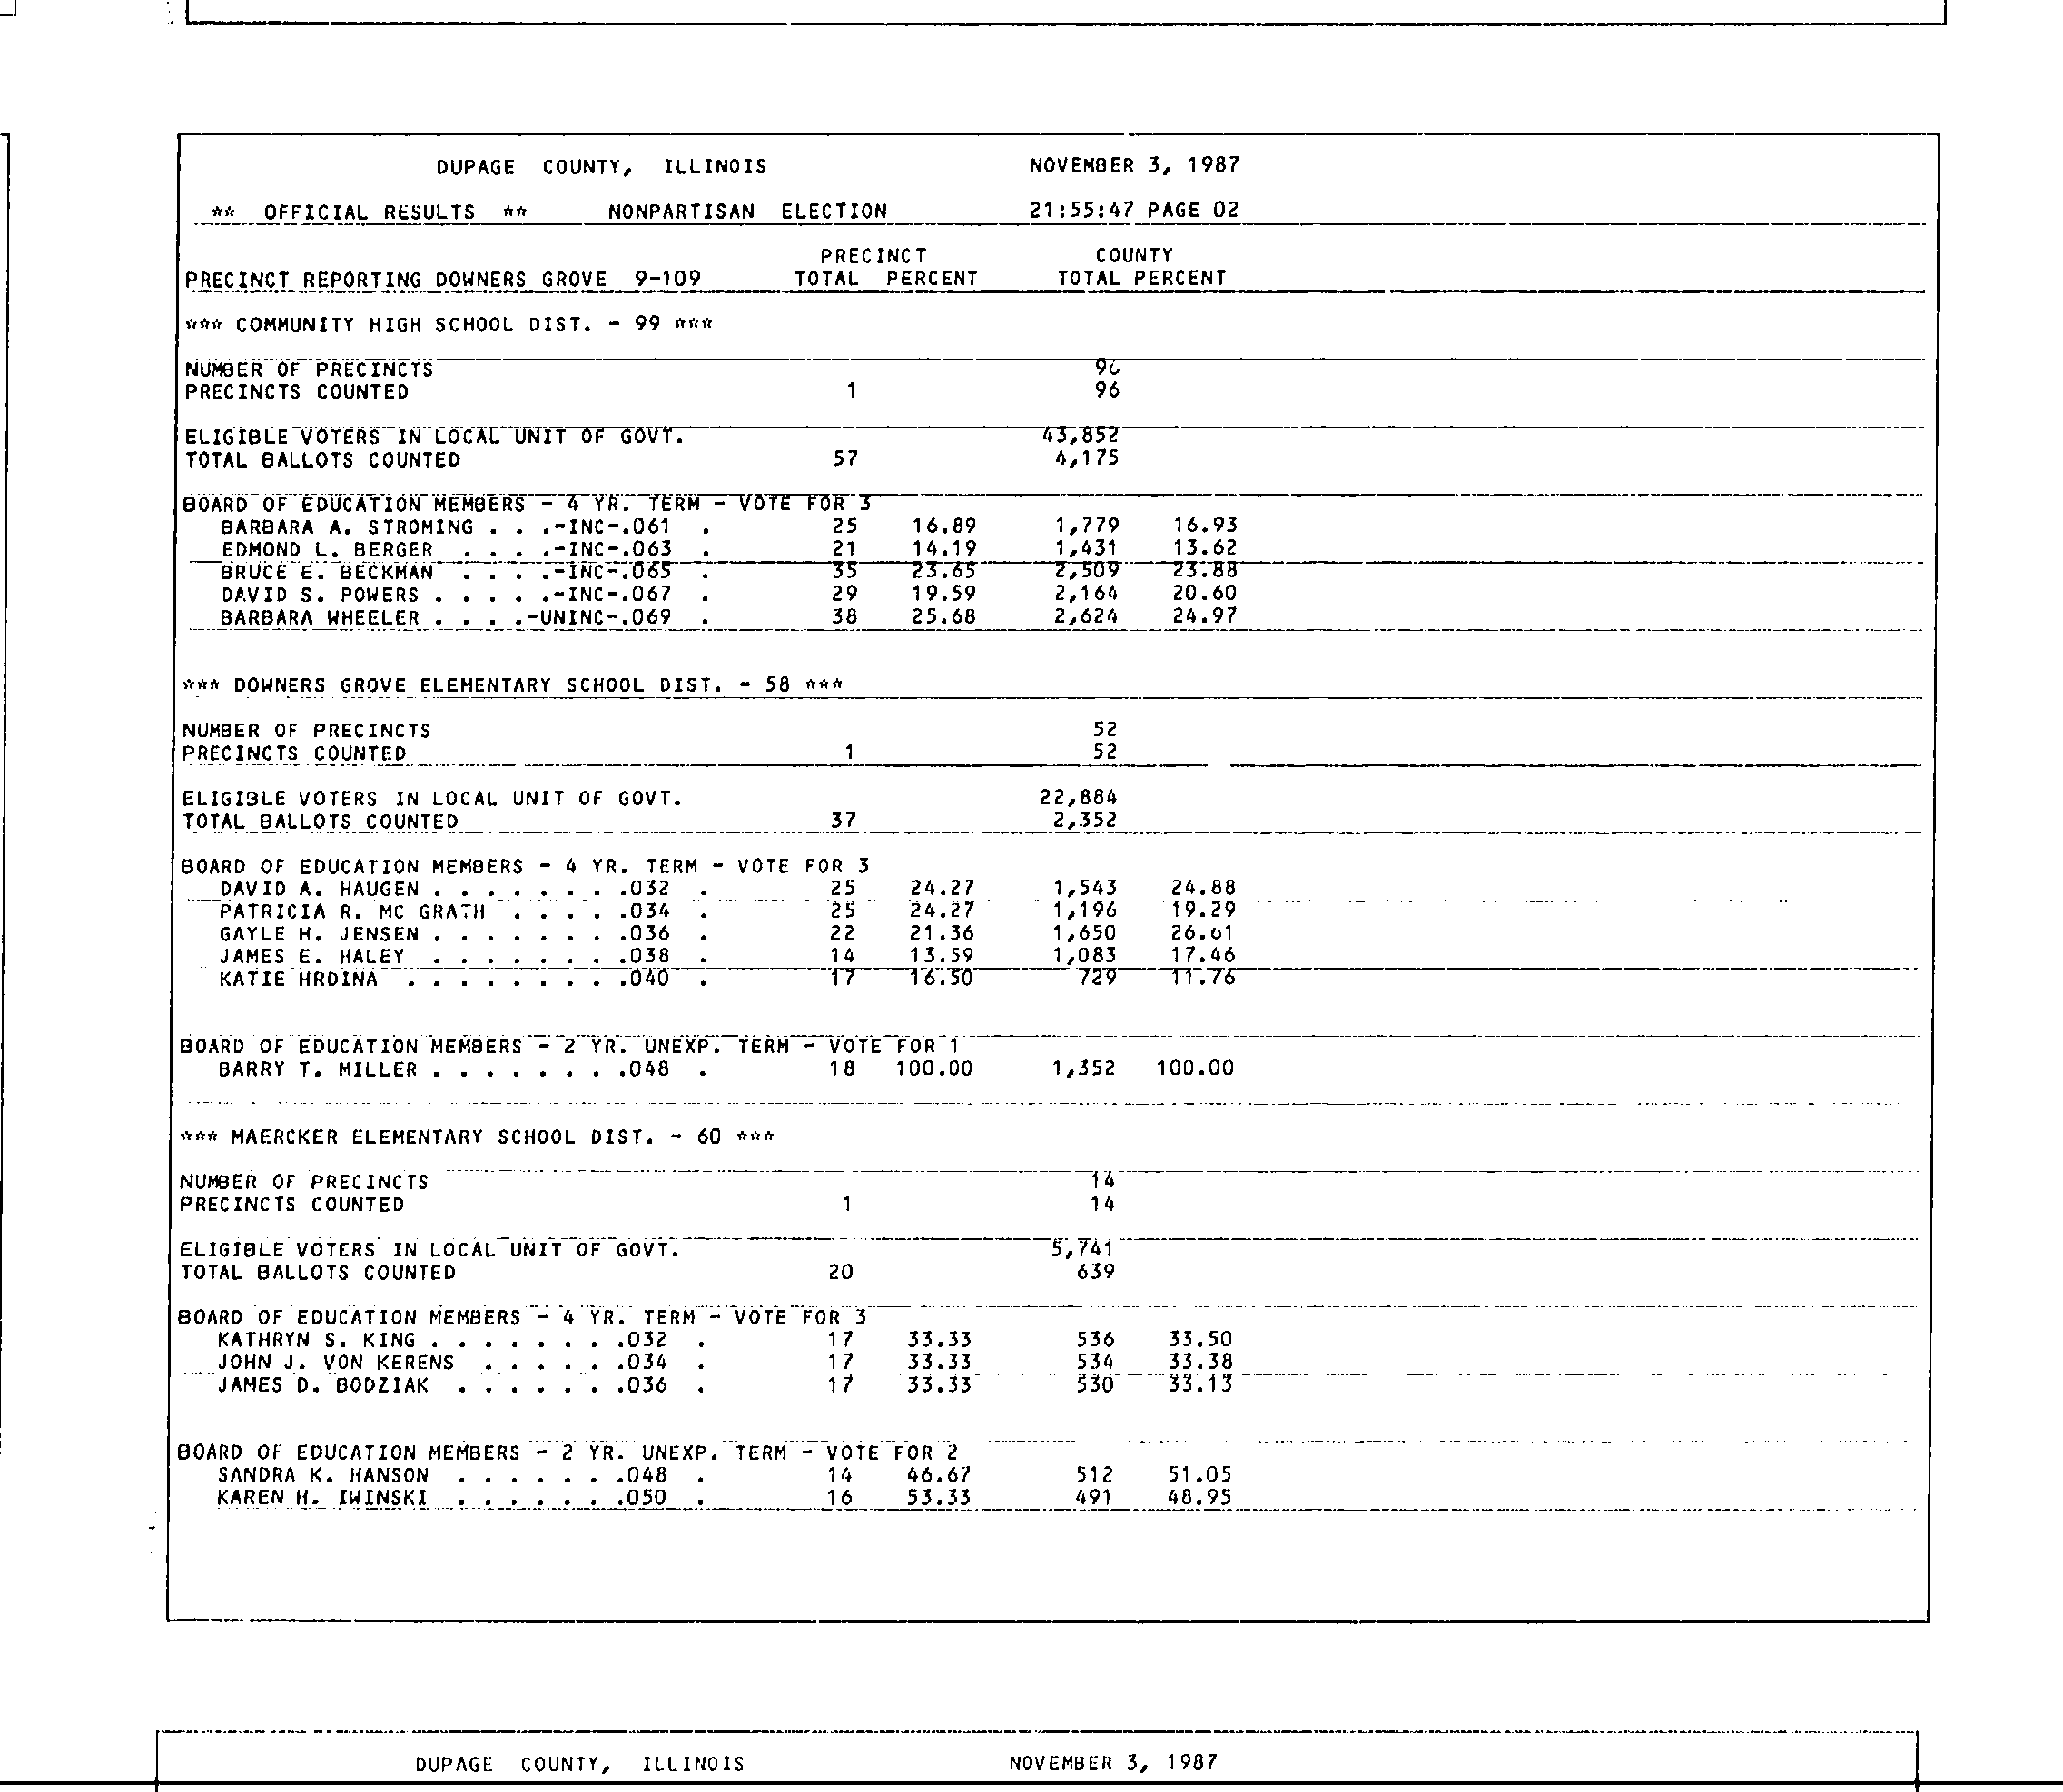 DUPAGE COUNTY, ILLINOIS NOVEMBER 3, 1987
** OFFICIAL RESULTS ** NONPARTISAN ELECTION 21:55:47 PAGE 02
PRECINCT COUNTY
PRECINCT REPORTING DOWNERS GROVE 9-109 TOTAL PERCENT TOTAL PERCENT
*** COMMUNITY HIGH SCHOOL DIST. - 99 ***
NUMBER OF PRECINCTS 96
PRECINCTS COUNTED 1 96
ELIGIBLE VOTERS IN LOCAL UNIT OF GOVT. 43,852
TOTAL BALLOTS COUNTED 57 4,175
BOARD OF EDUCATION MEMBERS - 4 YR. TERM - VOTE FOR 3
BARBARA A. STROMING . . .-INC-.061 . 25 16.89 1,779 16.93
EDMOND L. BERGER . . . .-INC-.063 . 21 14.19 1,431 13.62
BRUCE E. BECKMAN . . . .-INC-.065 . 35 23.65 2,509 23.88
DAVID S. POWERS . . . . .-INC-.067 . 29 19.59 2,164 20.60
BARBARA WHEELER . . . .-UNINC-.069 . 38 25.68 2,624 24.97
*** DOWNERS GROVE ELEMENTARY SCHOOL DIST. - 58 ***
NUMBER OF PRECINCTS 52
PRECINCTS COUNTED 1 52
ELIGIBLE VOTERS IN LOCAL UNIT OF GOVT. 22,884
TOTAL BALLOTS COUNTED 37 2,352
BOARD OF EDUCATION MEMBERS - 4 YR. TERM - VOTE FOR 3
DAVID A. HAUGEN . . . . . . . .032 . 25 24.27 1,543 24.88
PATRICIA R. MC GRATH . . . . .034 . 25 24.27 1,196 19.29
GAYLE H. JENSEN . . . . . . . .036 . 22 21.36 1,650 26.61
JAMES E. HALEY . . . . . . . .038 . 14 13.59 1,083 17.46
KATIE HRDINA . . . . . . . . .040 . 17 16.50 729 11.76
BOARD OF EDUCATION MEMBERS - 2 YR. UNEXP. TERM - VOTE FOR 1
BARRY T. MILLER . . . . . . . .048 . 18 100.00 1,352 100.00
*** MAERCKER ELEMENTARY SCHOOL DIST. - 60 ***
NUMBER OF PRECINCTS 14
PRECINCTS COUNTED 1 14
ELIGIBLE VOTERS IN LOCAL UNIT OF GOVT. 5,741
TOTAL BALLOTS COUNTED 20 639
BOARD OF EDUCATION MEMBERS - 4 YR. TERM - VOTE FOR 3
KATHRYN S. KING . . . . . . . .032 . 17 33.33 536 33.50
JOHN J. VON KERENS . . . . . .034 . 17 33.33 534 33.38
JAMES D. BODZIAK . . . . . . .036 . 17 33.33 530 33.13
BOARD OF EDUCATION MEMBERS - 2 YR. UNEXP. TERM - VOTE FOR 2
SANDRA K. HANSON . . . . . . .048 . 14 46.67 512 51.05
KAREN H. IWINSKI . . . . . . .050 . 16 53.33 491 48.95
DUPAGE COUNTY, ILLINOIS NOVEMBER 3, 1987